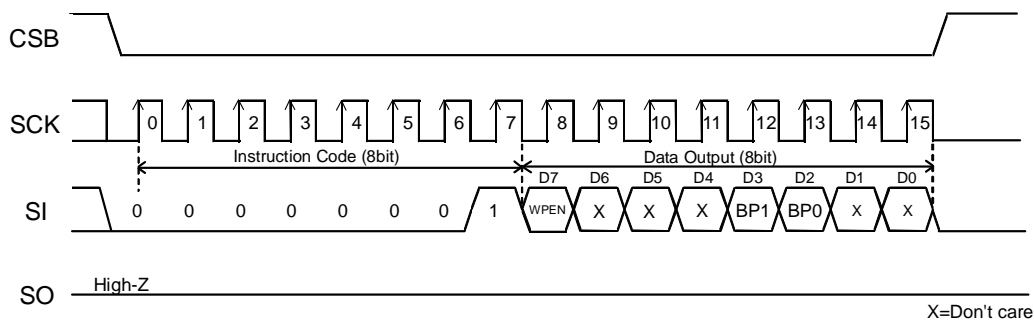 CSB
SCK
0 1 2 3 4 5 6 7 8 9 10 11 12 13 14 15
Instruction Code (8bit) Data Output (8bit)
D7 D6 D5 D4 D3 D2 D1 D0
SI 0 0 0 0 0 0 0 1 WPEN X X X BP1 BP0 X X
High-Z
SO
X=Don't care